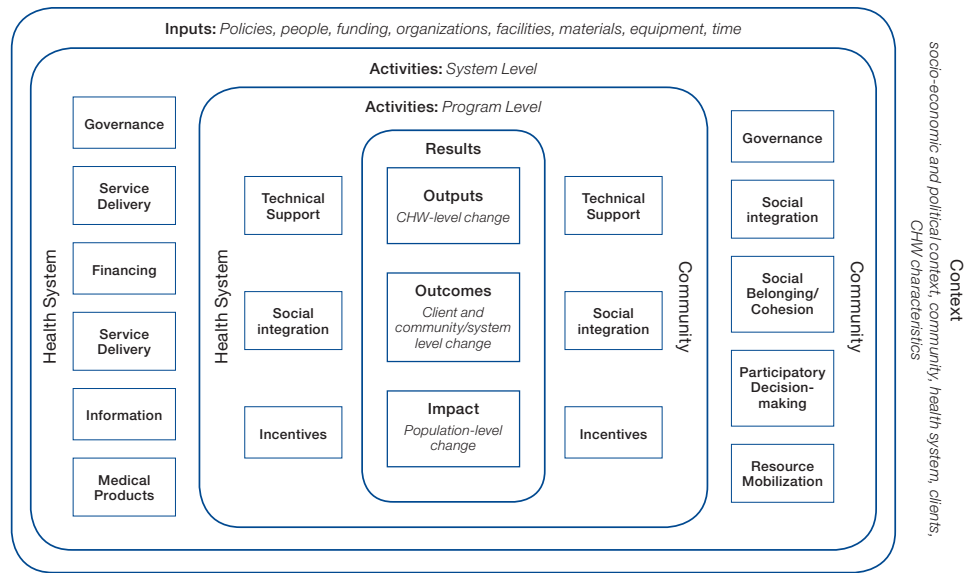 Inputs: Policies, people, funding, organizations, facilities, materials, equipment, time
Activities: System Level
Activities: Program Level
Health System
Governance
Service
Delivery
Financing
Service
Delivery
Information
Medical
Products
Health System
Technical
Support
Social
integration
Incentives
Results
Outputs
CHW-level change
Outcomes
Client and
community/system
level change
Impact
Population-level
change
Technical
Support
Social
integration
Incentives
Community
Governance
Social
integration
Social
Belonging/
Cohesion
Participatory
Decision-
making
Resource
Mobilization
Community
Context
socio-economic and political context, community, health system, clients,
CHW characteristics